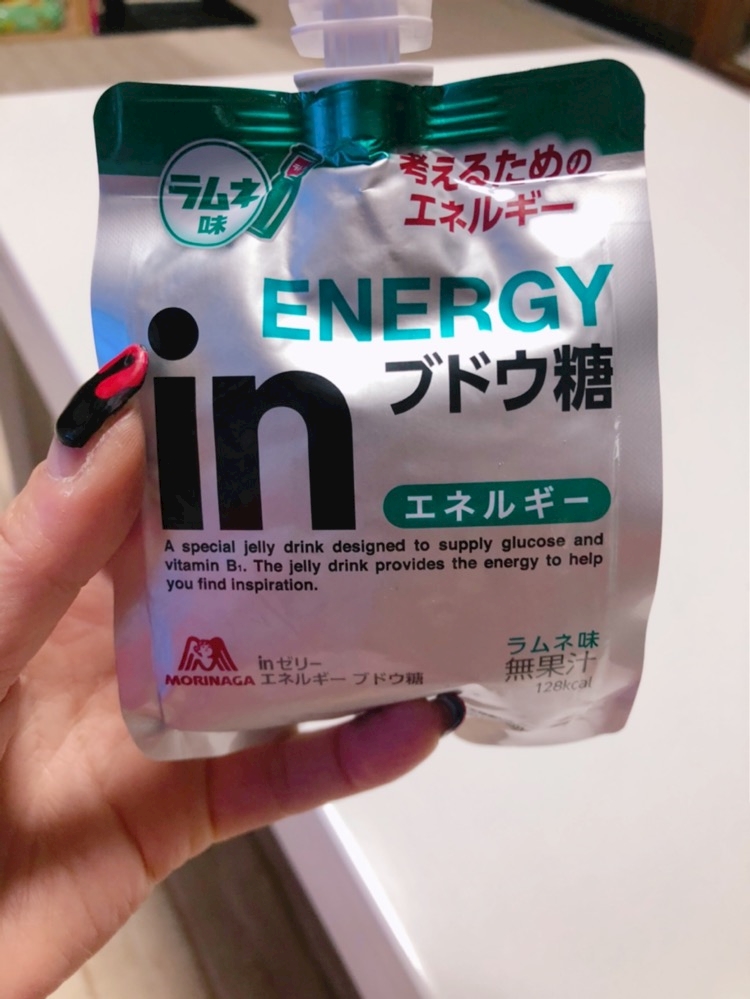 ラムネ
味
考えるための
エネルギー
ENERGY
in
ブドウ糖
エネルギー
A special jelly drink designed to supply glucose and
vitamin B₁. The jelly drink provides the energy to help
you find inspiration.
MORINAGA
inゼリー
エネルギー ブドウ糖
ラムネ味
無果汁
128kcal